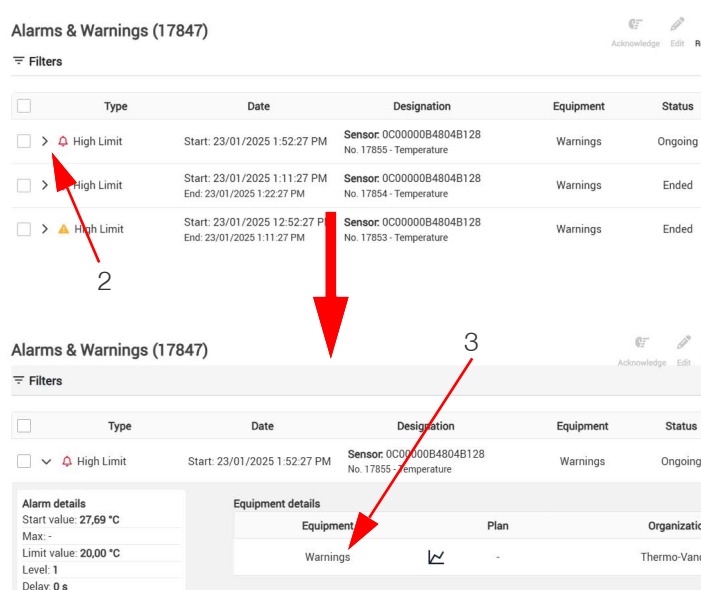 Alarms & Warnings (17847)
Acknowledge Edit
Filters
Type Date Designation Equipment Status
High Limit Start: 23/01/2025 1:52:27 PM Sensor: 0C00000B4804B128 Warnings Ongoing
No. 17855 - Temperature
High Limit Start: 23/01/2025 1:11:27 PM Sensor: 0C00000B4804B128 Warnings Ended
End: 23/01/2025 1:22:27 PM No. 17854 - Temperature
High Limit Start: 23/01/2025 12:52:27 PM Sensor: 0C00000B4804B128 Warnings Ended
End: 23/01/2025 1:11:27 PM No. 17853 - Temperature
2
3
Alarms & Warnings (17847)
Acknowledge Edit
Filters
Type Date Designation Equipment Status
High Limit Start: 23/01/2025 1:52:27 PM Sensor: 0C00000B4804B128 Warnings Ongoing
No. 17855 - Temperature
Alarm details Equipment details
Start value: 27,69 °C
Equipment Plan Organizatio
Max: -
Limit value: 20,00 °C
Warnings - Thermo-Vand
Level: 1
Delay: 0 s